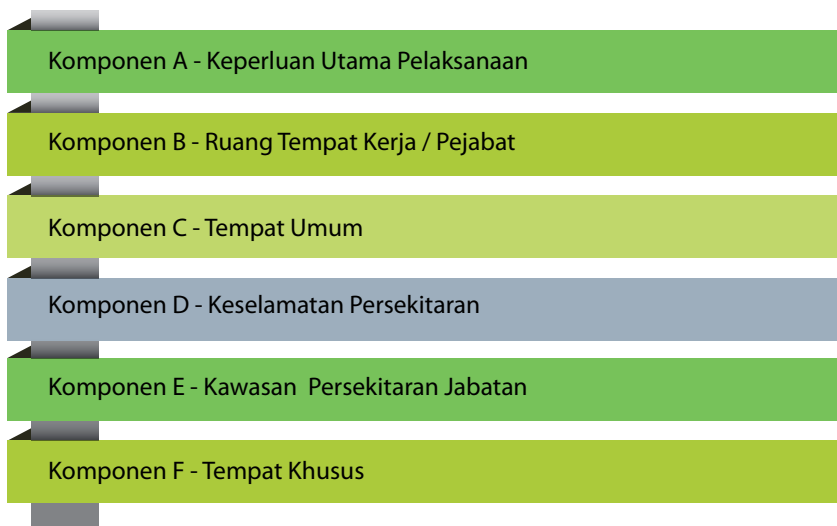 Komponen A - Keperluan Utama Pelaksanaan
Komponen B - Ruang Tempat Kerja / Pejabat
Komponen C - Tempat Umum
Komponen D - Keselamatan Persekitaran
Komponen E - Kawasan Persekitaran Jabatan
Komponen F - Tempat Khusus